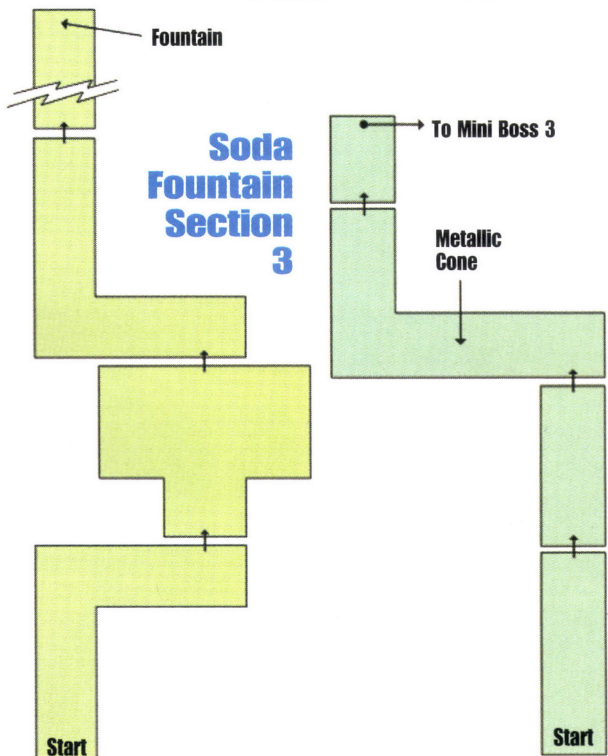 Fountain
Soda
Fountain
Section
3
To Mini Boss 3
Metallic
Cone
Start
Start